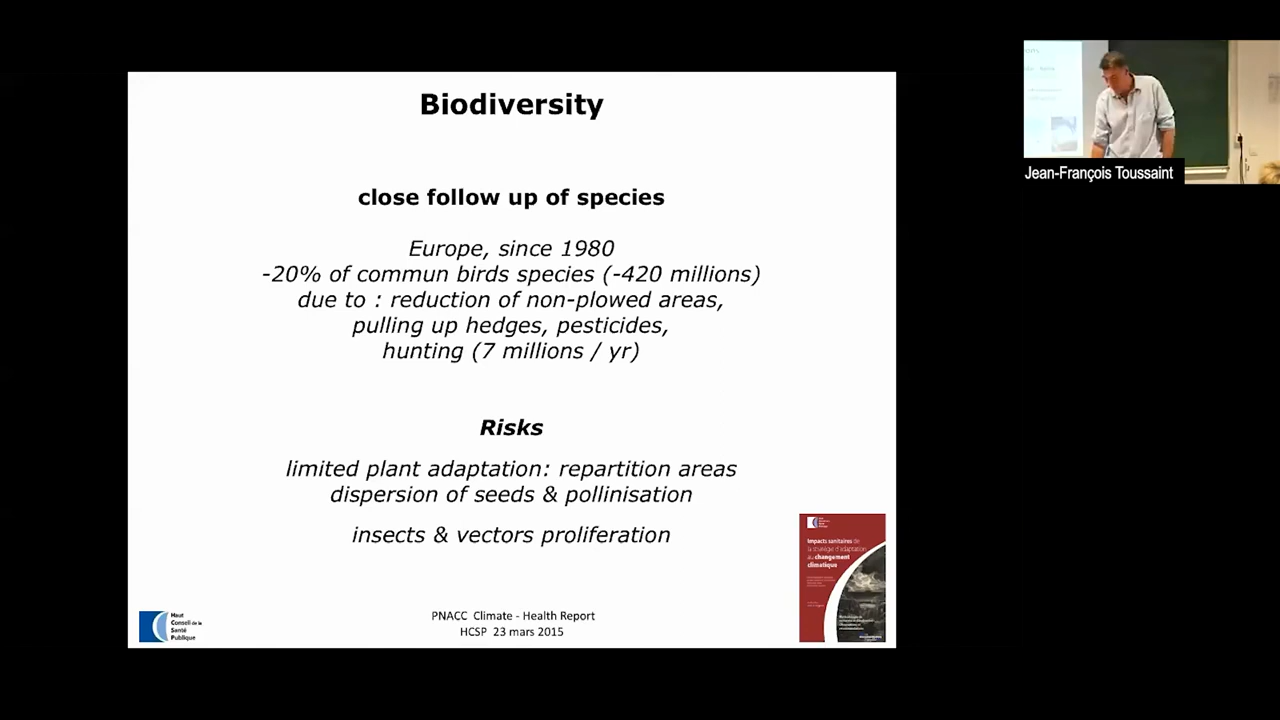 Biodiversity
close follow up of species
Europe, since 1980
-20% of commun birds species (-420 millions)
due to : reduction of non-plowed areas,
pulling up hedges, pesticides,
hunting (7 millions / yr)
Risks
limited plant adaptation: repartition areas
dispersion of seeds & pollinisation
insects & vectors proliferation
Haut
Conseil de la
Santé
Publique
PNACC Climate - Health Report
HCSP 23 mars 2015
Impacts sanitaires de
la stratégie d'adaptation
au changement
climatique
Jean-François Toussaint